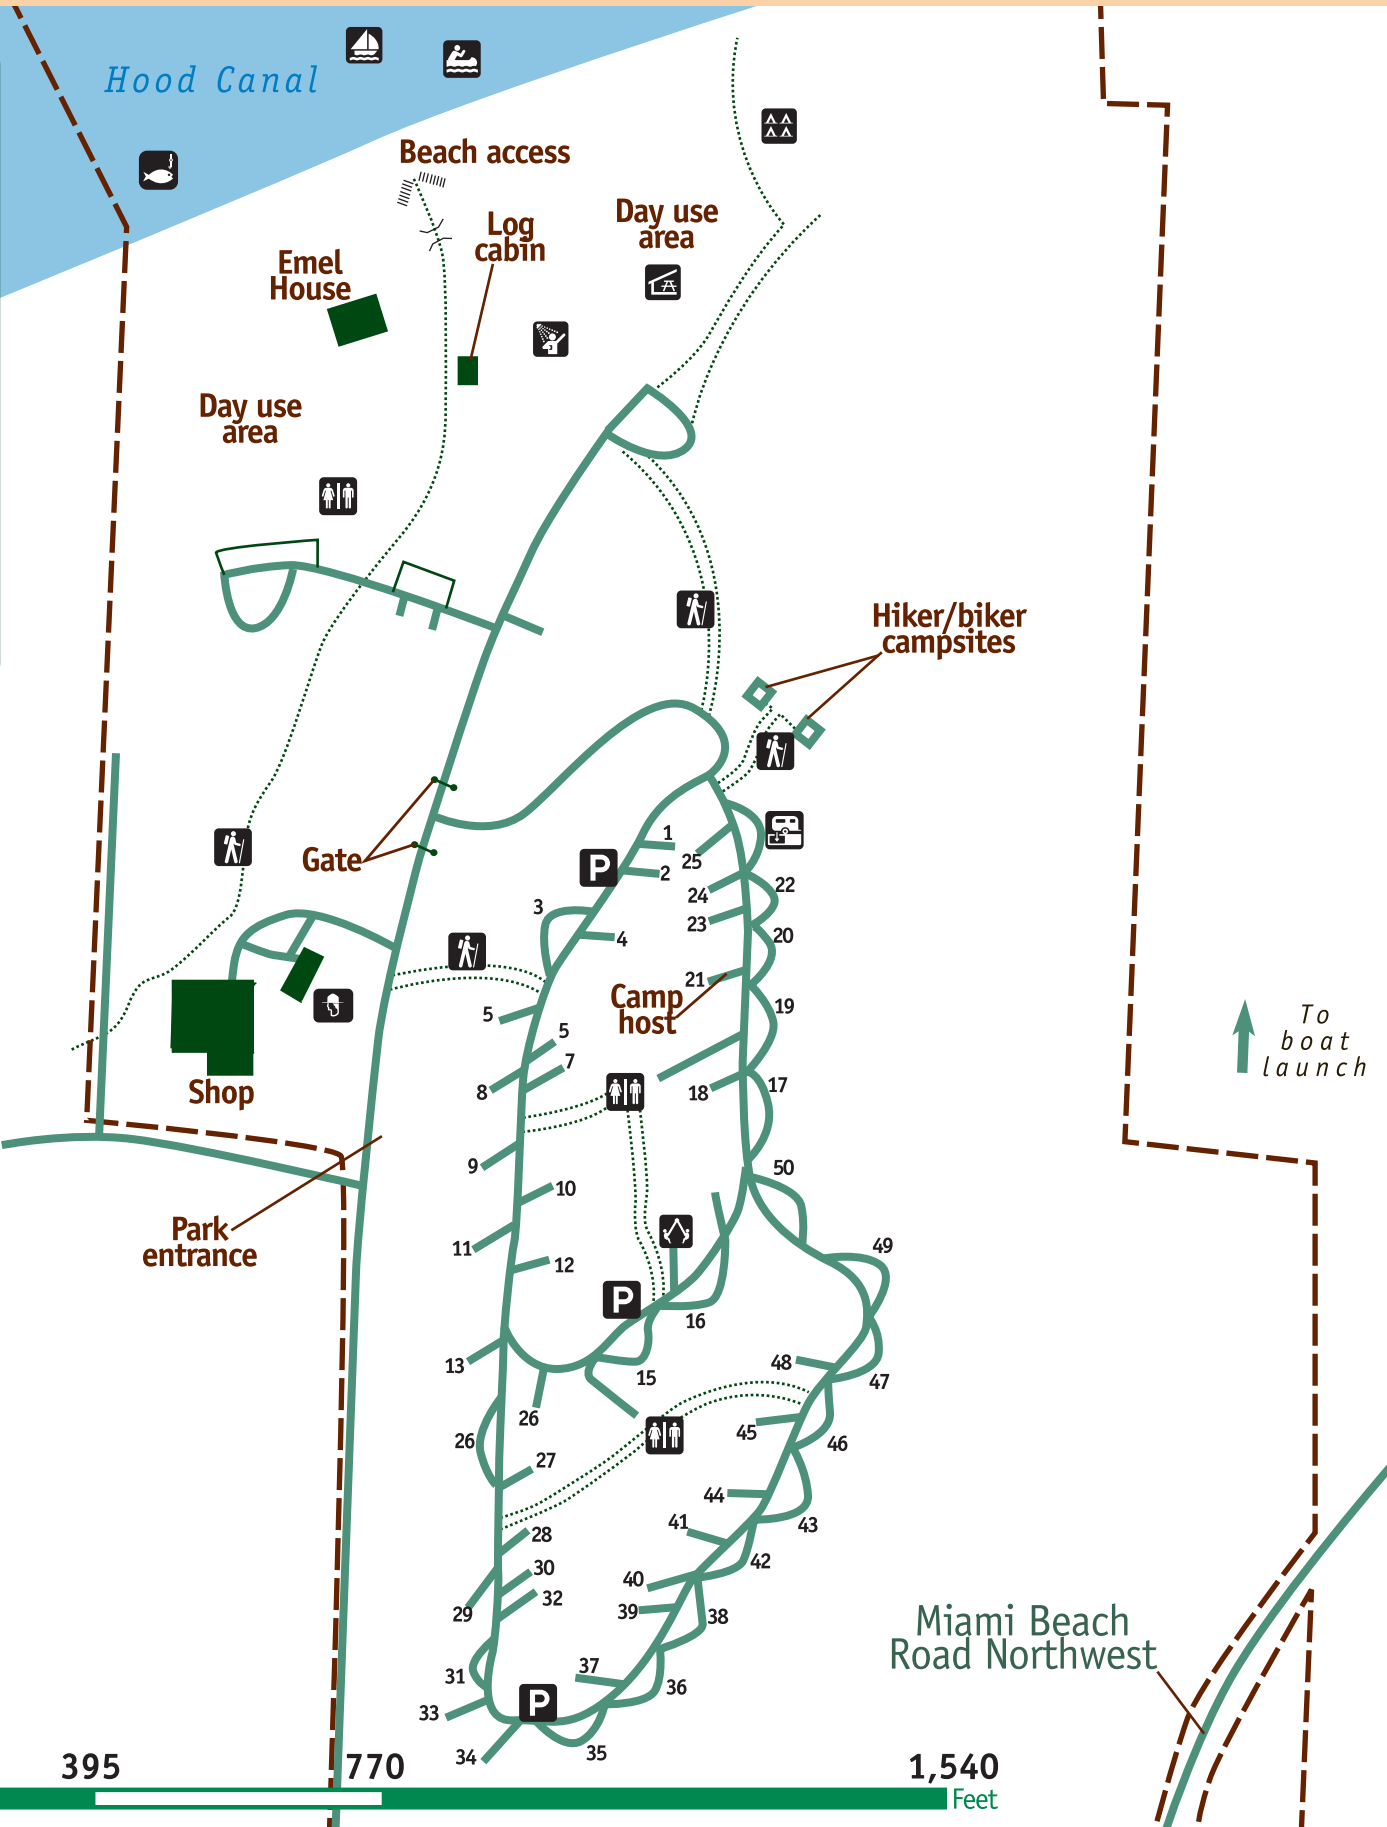 Hood Canal
Beach access
Log
cabin
Day use
area
Emel
House
Day use
area
Hiker/biker
campsites
Gate
P
1
25
2
24
22
3
23
20
4
21
Camp
host
19
5
5
7
8
18
17
To
boat
launch
Shop
9
50
10
Park
entrance
11
12
49
P
16
13
15
48
47
26
26
45
46
27
44
43
41
28
42
30
40
32
29
39
38
37
31
36
33
P
34
35
Miami Beach
Road Northwest
395
770
1,540
Feet